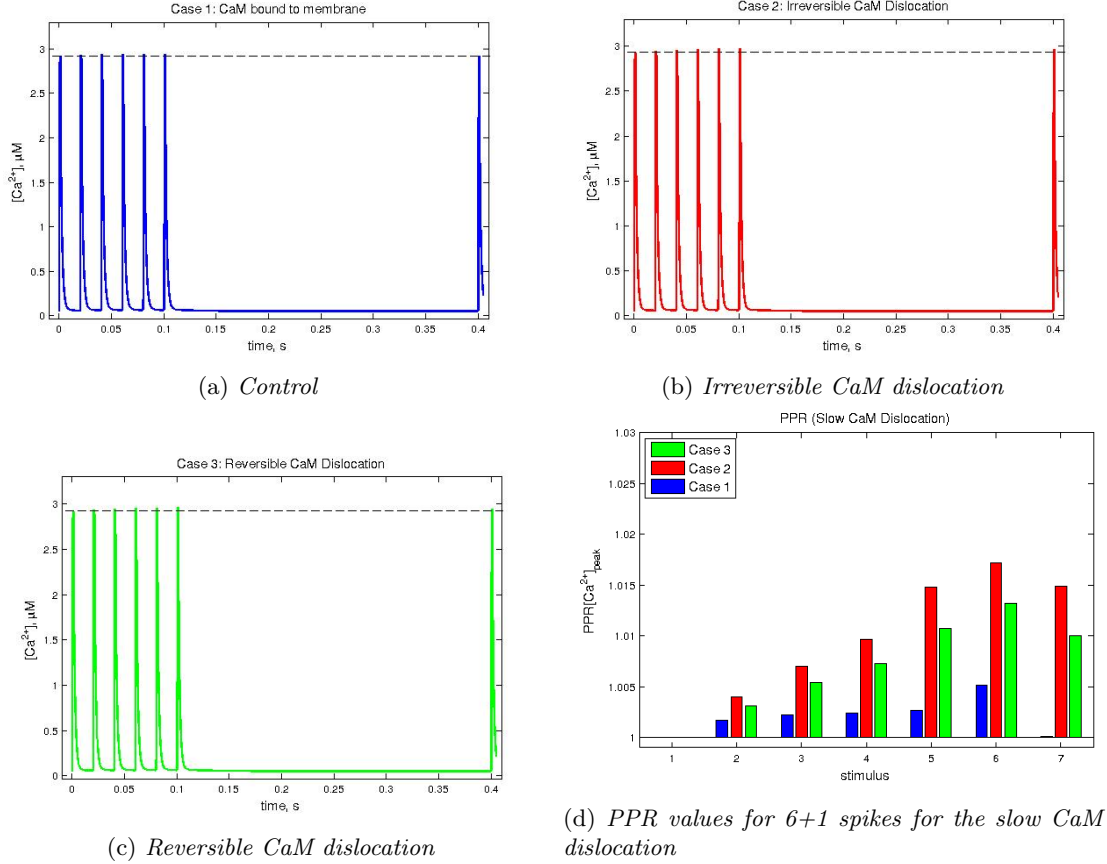 Case 1: CaM bound to membrane
3.5
3
2.5
2
1.5
1
0.5
0
[Ca²⁺], µM
0 0.05 0.1 0.15 0.2 0.25 0.3 0.35 0.4
time, s
(a) Control
Case 2: Irreversible CaM Dislocation
3.5
3
2.5
2
1.5
1
0.5
0
[Ca²⁺], µM
0 0.05 0.1 0.15 0.2 0.25 0.3 0.35 0.4
time, s
(b) Irreversible CaM dislocation
Case 3: Reversible CaM Dislocation
3.5
3
2.5
2
1.5
1
0.5
0
[Ca²⁺], µM
0 0.05 0.1 0.15 0.2 0.25 0.3 0.35 0.4
time, s
(c) Reversible CaM dislocation
PPR (Slow CaM Dislocation)
1.03
1.025
1.02
1.015
1.01
1.005
1
PPR[Ca²⁺]peak
Case 3
Case 2
Case 1
1 2 3 4 5 6 7
stimulus
(d) PPR values for 6+1 spikes for the slow CaM
dislocation